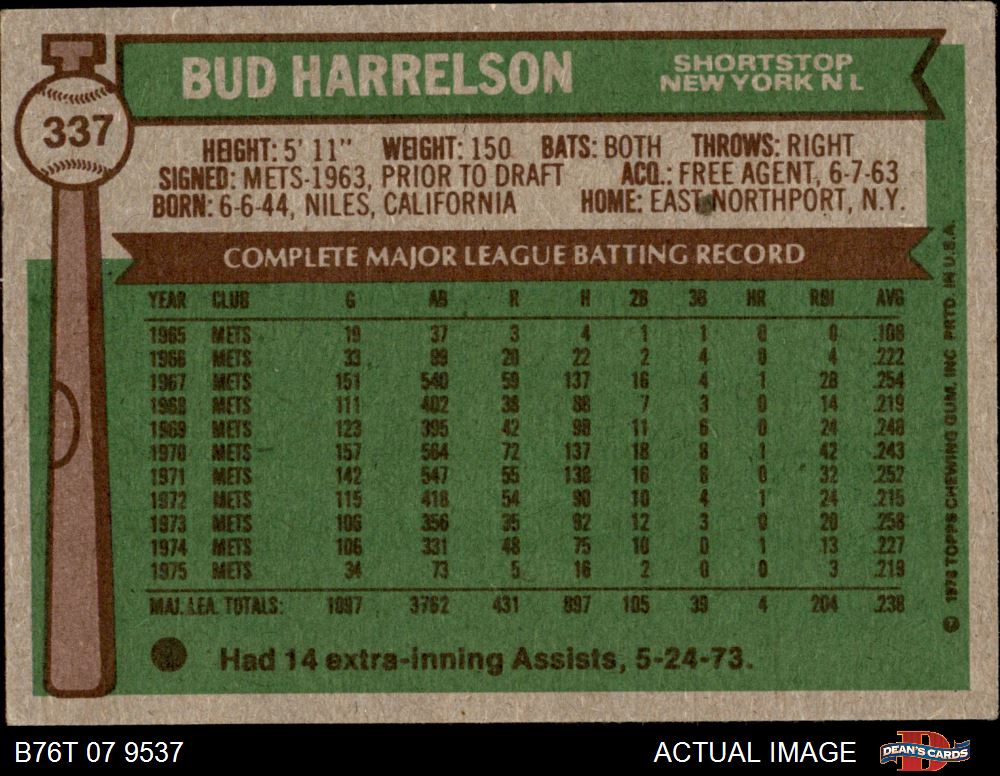 337
BUD HARRELSON
SHORTSTOP
NEW YORK N L
HEIGHT: 5' 11" WEIGHT: 150 BATS: BOTH THROWS: RIGHT
SIGNED: METS-1963, PRIOR TO DRAFT ACQ.: FREE AGENT, 6-7-63
BORN: 6-6-44, NILES, CALIFORNIA HOME: EAST NORTHPORT, N.Y.
COMPLETE MAJOR LEAGUE BATTING RECORD
YEAR CLUB G AB R H 2B 3B HR RBI AVG
1965 METS 19 37 3 4 1 1 0 0 .108
1966 METS 33 99 20 22 2 4 0 4 .222
1967 METS 151 540 59 137 16 4 1 28 .254
1968 METS 111 402 38 88 7 3 0 14 .219
1969 METS 123 395 42 98 11 6 0 24 .248
1970 METS 157 564 72 137 18 8 1 42 .243
1971 METS 142 547 55 138 16 6 0 32 .252
1972 METS 115 418 54 90 10 4 1 24 .215
1973 METS 106 356 35 92 12 3 0 20 .258
1974 METS 106 331 48 75 10 0 1 13 .227
1975 METS 34 73 5 16 2 0 0 3 .219
MAJ. LEA. TOTALS: 1097 3762 431 897 105 39 4 204 .238
Had 14 extra-inning Assists, 5-24-73.
© 1976 TOPPS CHEWING GUM, INC PRTD. IN U.S.A.
B76T 07 9537
ACTUAL IMAGE
DEAN'S CARDS